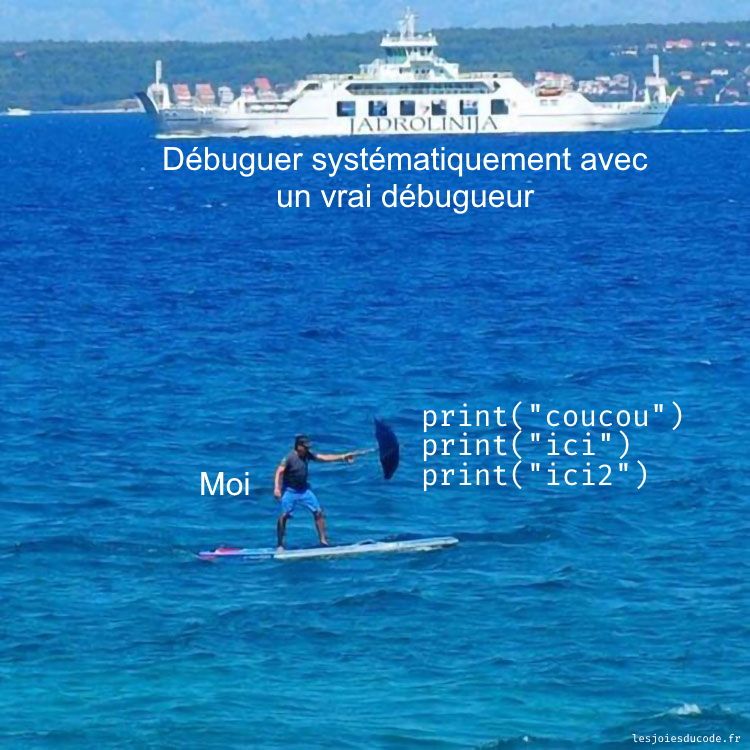 JADROLINIJA
Débuguer systématiquement avec
un vrai débugueur
print("coucou")
print("ici")
print("ici2")
Moi
lesjoiesducode.fr